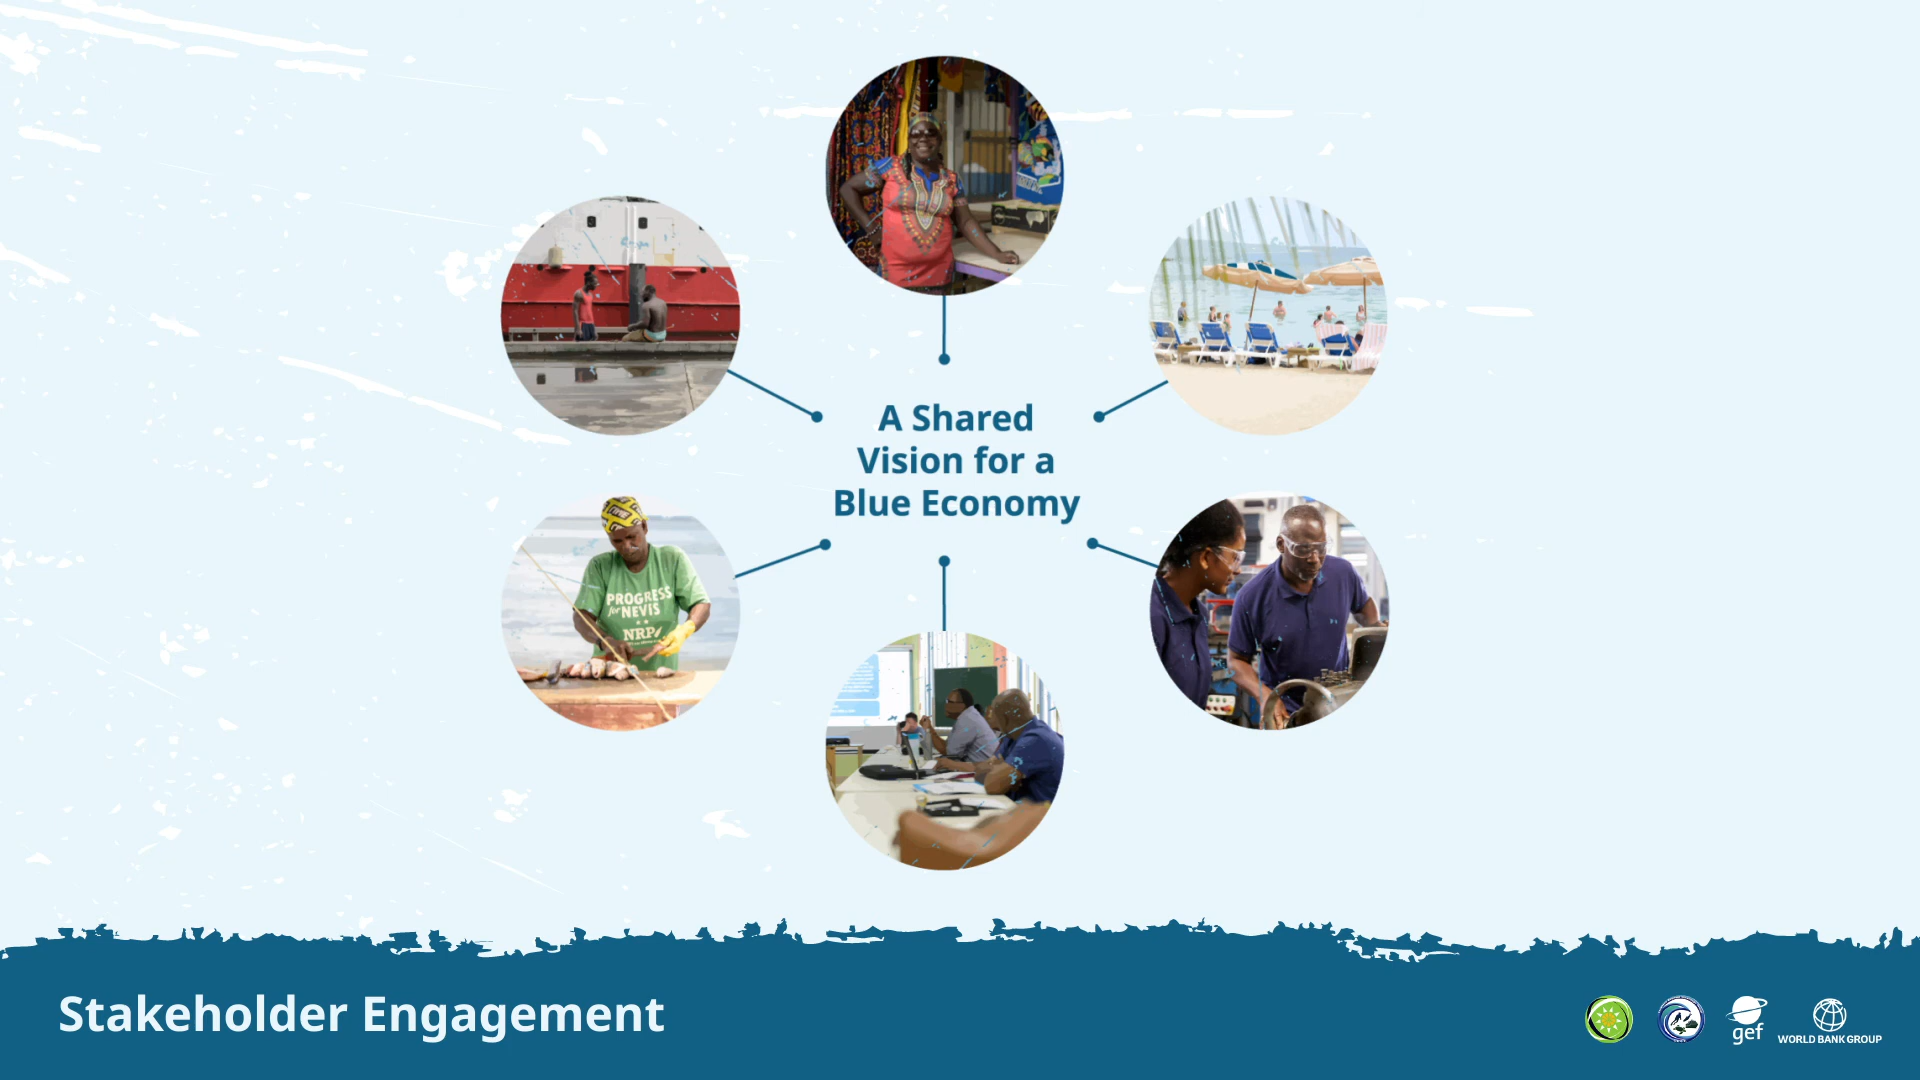 A Shared
Vision for a
Blue Economy
PROGRESS
for NEVIS
NRP
Stakeholder Engagement
gef
WORLD BANK GROUP